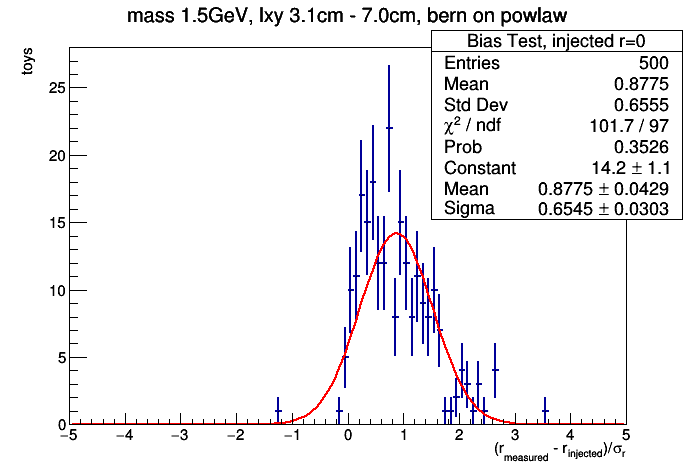 mass 1.5GeV, lxy 3.1cm - 7.0cm, bern on powlaw
Bias Test, injected r=0
Entries 500
Mean 0.8775
Std Dev 0.6555
χ² / ndf 101.7 / 97
Prob 0.3526
Constant 14.2 ± 1.1
Mean 0.8775 ± 0.0429
Sigma 0.6545 ± 0.0303
toys
25
20
15
10
5
0
−5 −4 −3 −2 −1 0 1 2 3 4 5
(r_measured - r_injected)/σ_r